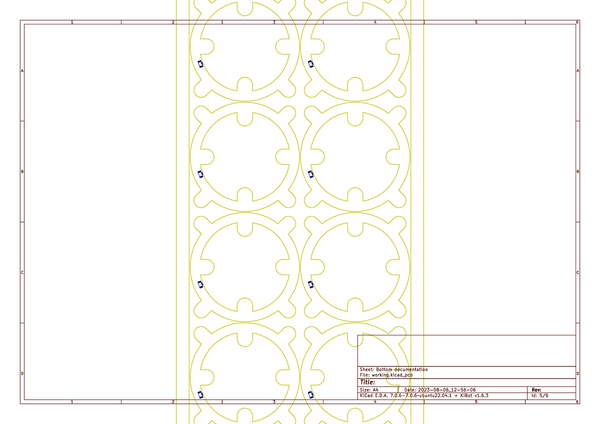 1 2 3 4 5 6
A A
B B
C C
D D
Sheet: Bottom-documentation
File: working.kicad_pcb
Title:
Size: A4 Date: 2023-08-06_12-56-06 Rev:
KiCad E.D.A. 7.0.6-7.0.6~ubuntu22.04.1 + KiBot v1.6.3 Id: 5/6
1 2 3 4 5 6